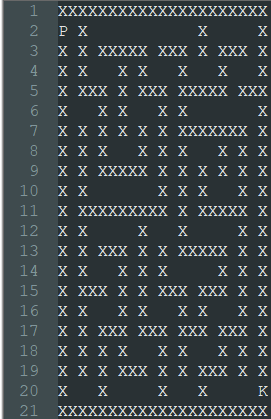 1 XXXXXXXXXXXXXXXXXXXXX
2 P X           X     X
3 X X XXXXX XXX X XXX X
4 X X   X X   X   X   X
5 X XXX X XXX XXXXX XXX
6 X   X X   X X       X
7 X X X X X X XXXXXXX X
8 X X X   X X X   X   X
9 X X XXXXX X X X X X X
10 X X       X X X   X X
11 X XXXXXXXXX X XXXXX X
12 X X     X   X     X X
13 X X XXX X X XXXXX X X
14 X X   X X X     X X X
15 X XXX X X XXX XXX X X
16 X   X X   X X   X X X
17 X X XXX XXX XXX XXX X
18 X X X X   X X   X X X
19 X X X XXX X XXX X X X
20 X   X     X   X     K
21 XXXXXXXXXXXXXXXXXXXXX